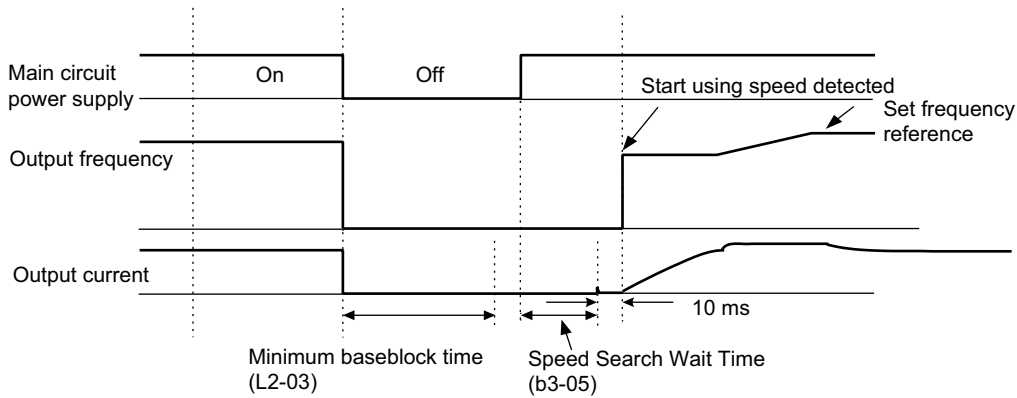 On
Off
Main circuit
power supply
Start using speed detected
Set frequency
reference
Output frequency
Output current
10 ms
Minimum baseblock time
(L2-03)
Speed Search Wait Time
(b3-05)